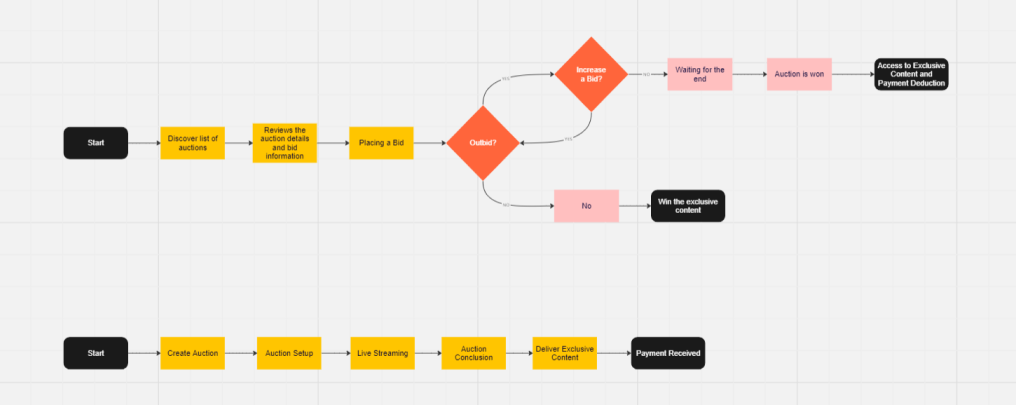 Increase
a Bid?
YES
NO
Waiting for the
end
Auction is won
Access to Exclusive
Content and
Payment Deduction
Start
Discover list of
auctions
Reviews the
auction details
and bid
information
Placing a Bid
Outbid?
YES
NO
No
Win the exclusive
content
Start
Create Auction
Auction Setup
Live Streaming
Auction
Conclusion
Deliver Exclusive
Content
Payment Received